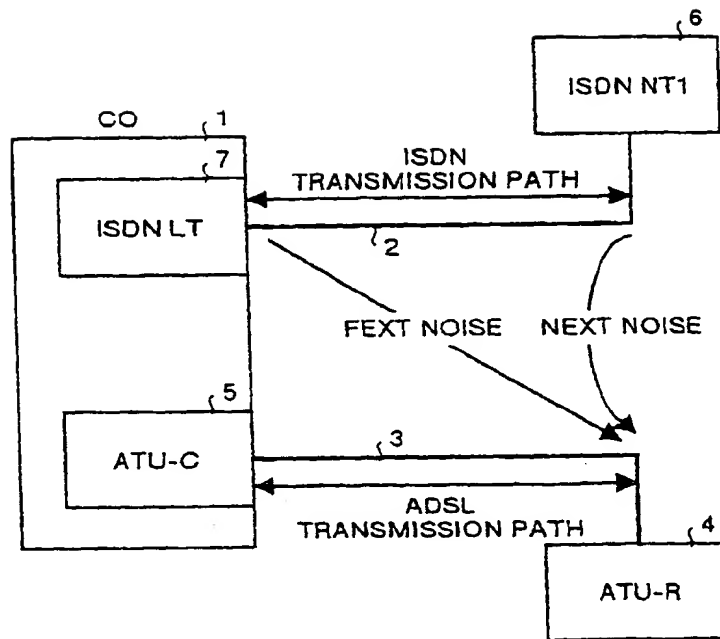 6
ISDN NT1
CO 1
7
ISDN LT
ISDN
TRANSMISSION PATH
2
FEXT NOISE
NEXT NOISE
5
ATU-C
3
ADSL
TRANSMISSION PATH
4
ATU-R